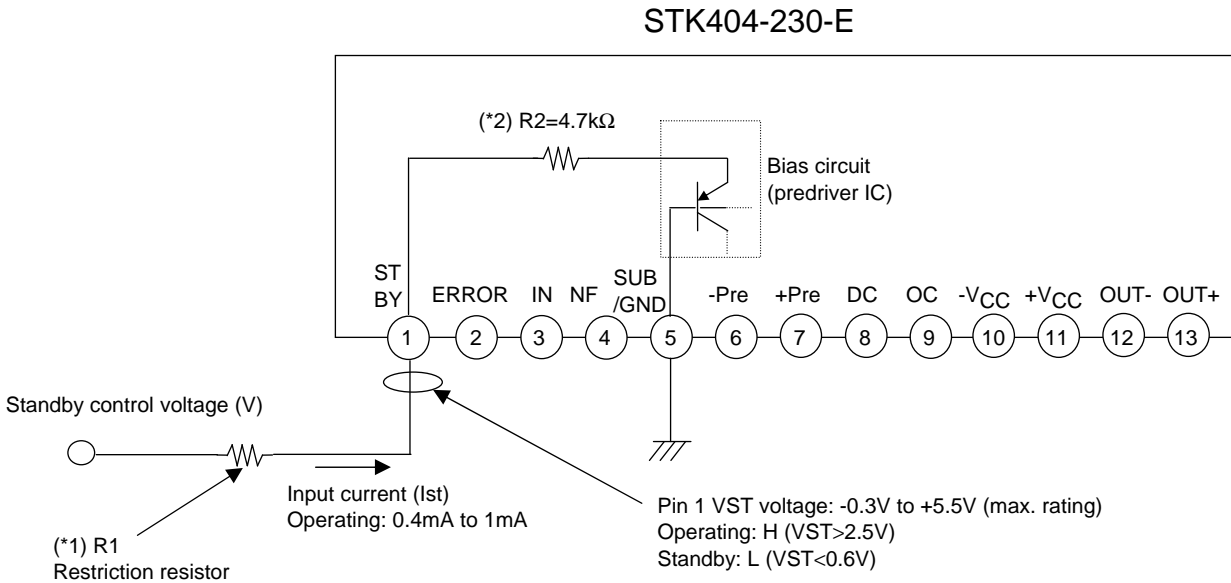 STK404-230-E
(*2) R2=4.7kΩ
Bias circuit
(predriver IC)
ST
BY
ERROR
IN
NF
SUB
/GND
-Pre
+Pre
DC
OC
-VCC
+VCC
OUT-
OUT+
1
2
3
4
5
6
7
8
9
10
11
12
13
Standby control voltage (V)
Input current (Ist)
Operating: 0.4mA to 1mA
(*1) R1
Restriction resistor
Pin 1 VST voltage: -0.3V to +5.5V (max. rating)
Operating: H (VST>2.5V)
Standby: L (VST<0.6V)